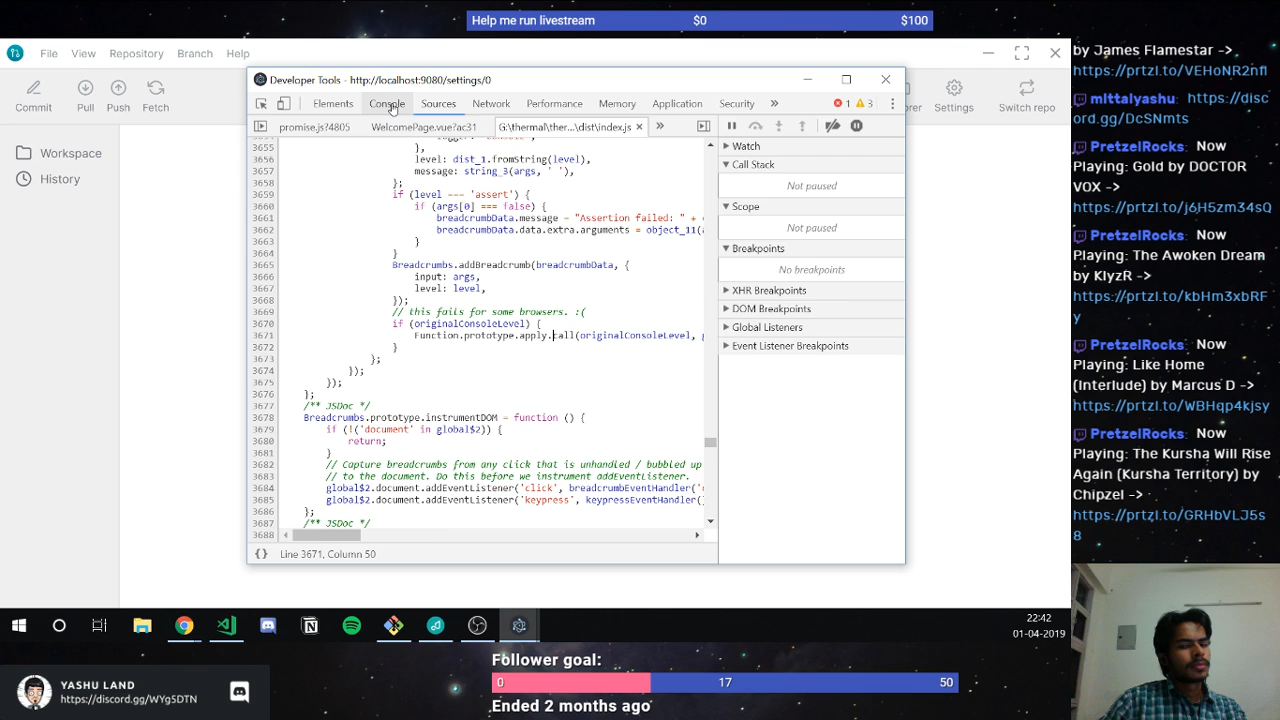 Help me run livestream $0 $100
File View Repository Branch Help
Commit Pull Push Fetch
Settings Switch repo
Workspace
History
Developer Tools - http://localhost:9080/settings/0
Elements Console Sources Network Performance Memory Application Security » 1 3
promise.js?4805 WelcomePage.vue?ac31 G:\thermal\ther...\dist\index.js × »
3655 },
3656 level: dist_1.fromString(level),
3657 message: string_3(args, ' '),
3658 };
3659 if (level === 'assert') {
3660 if (args[0] === false) {
3661 breadcrumbData.message = "Assertion failed: " +
3662 breadcrumbData.data.extra.arguments = object_11(
3663 }
3664 }
3665 Breadcrumbs.addBreadcrumb(breadcrumbData, {
3666 input: args,
3667 level: level,
3668 });
3669 // this fails for some browsers. :(
3670 if (originalConsoleLevel) {
3671 Function.prototype.apply.call(originalConsoleLevel,
3672 }
3673 };
3674 });
3675 });
3676 };
3677 /** JSDoc */
3678 Breadcrumbs.prototype.instrumentDOM = function () {
3679 if (!('document' in global$2)) {
3680 return;
3681 }
3682 // Capture breadcrumbs from any click that is unhandled / bubbled up
3683 // to the document. Do this before we instrument addEventListener.
3684 global$2.document.addEventListener('click', breadcrumbEventHandler(
3685 global$2.document.addEventListener('keypress', keypressEventHandler(
3686 };
3687 /** JSDoc */
3688
{} Line 3671, Column 50
Watch
Call Stack
Not paused
Scope
Not paused
Breakpoints
No breakpoints
XHR Breakpoints
DOM Breakpoints
Global Listeners
Event Listener Breakpoints
by James Flamestar ->
https://prtzl.to/VEHoNR2nfl
mittalyashu: https://disc
ord.gg/DcSNmts
PretzelRocks: Now
Playing: Gold by DOCTOR
VOX ->
https://prtzl.to/j6H5zm34sQ
PretzelRocks: Now
Playing: The Awoken Dream
by KlyzR ->
https://prtzl.to/kbHm3xbRF
y
PretzelRocks: Now
Playing: Like Home
(Interlude) by Marcus D ->
https://prtzl.to/WBHqp4kjsy
PretzelRocks: Now
Playing: The Kursha Will Rise
Again (Kursha Territory) by
Chipzel ->
https://prtzl.to/GRHbVLJ5s
8
22:42
01-04-2019
YASHU LAND
https://discord.gg/WYg5DTN
Follower goal:
0 17 50
Ended 2 months ago